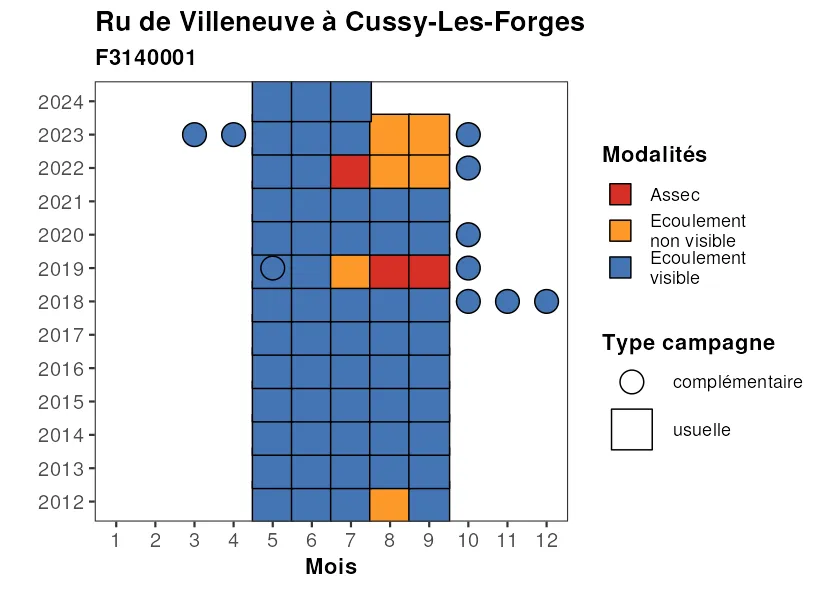 Ru de Villeneuve à Cussy-Les-Forges
F3140001
2024
2023
2022
2021
2020
2019
2018
2017
2016
2015
2014
2013
2012
1 2 3 4 5 6 7 8 9 10 11 12
Mois
Modalités
Assec
Ecoulement
non visible
Ecoulement
visible
Type campagne
complémentaire
usuelle